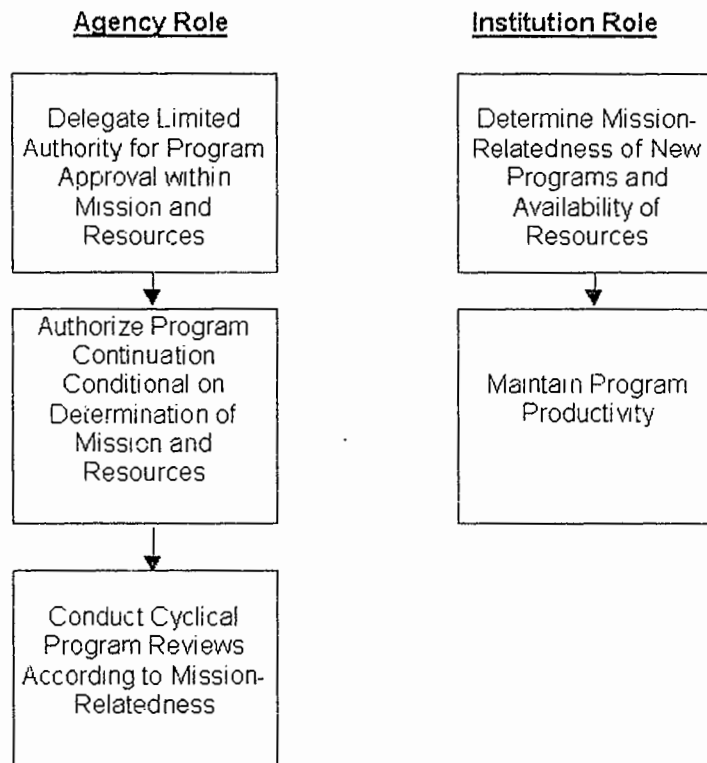 Agency Role
Delegate Limited
Authority for Program
Approval within
Mission and
Resources
Authorize Program
Continuation
Conditional on
Determination of
Mission and
Resources
Conduct Cyclical
Program Reviews
According to Mission-
Relatedness
Institution Role
Determine Mission-
Relatedness of New
Programs and
Availability of
Resources
Maintain Program
Productivity